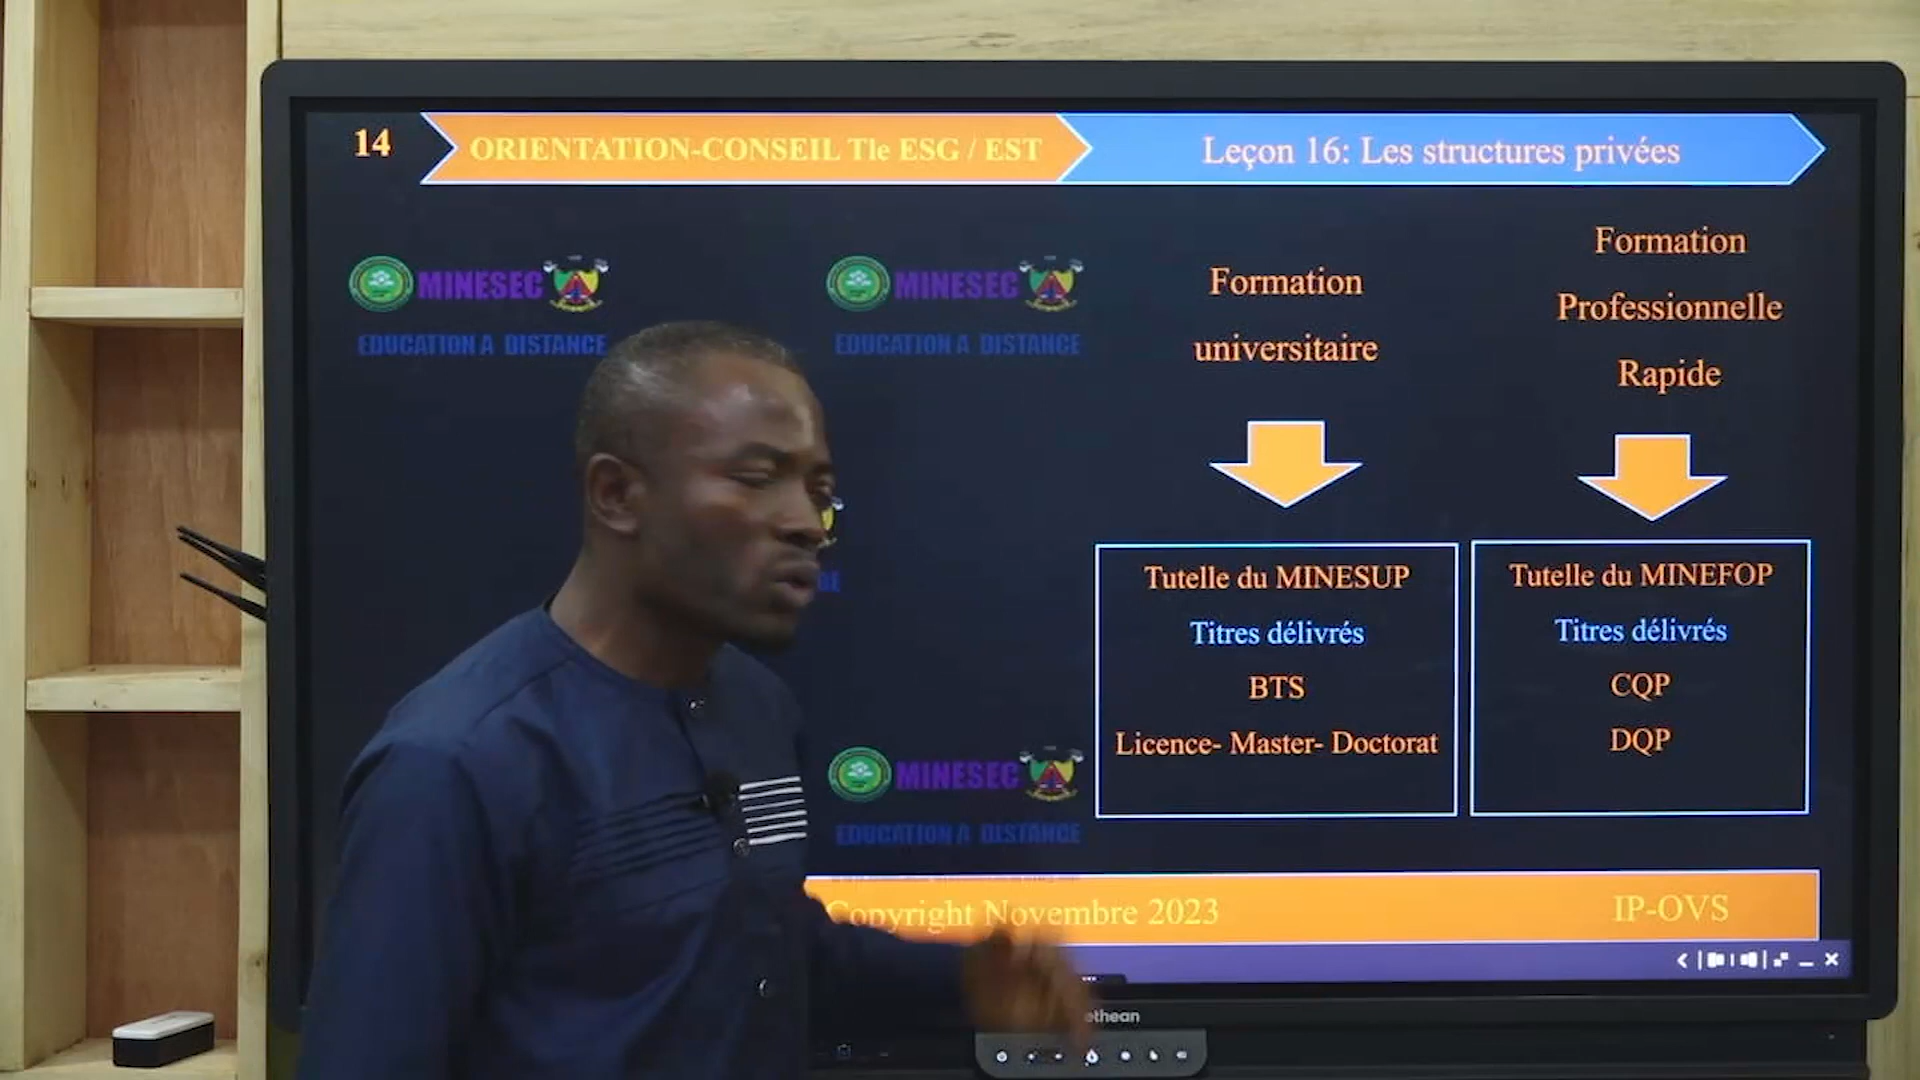 14
ORIENTATION-CONSEIL Tle ESG / EST
Leçon 16: Les structures privées
MINESEC
EDUCATION A DISTANCE
MINESEC
EDUCATION A DISTANCE
Formation
universitaire
Formation
Professionnelle
Rapide
Tutelle du MINESUP
Titres délivrés
BTS
Licence- Master- Doctorat
Tutelle du MINEFOP
Titres délivrés
CQP
DQP
MINESEC
EDUCATION A DISTANCE
Copyright Novembre 2023
IP-OVS
ethean